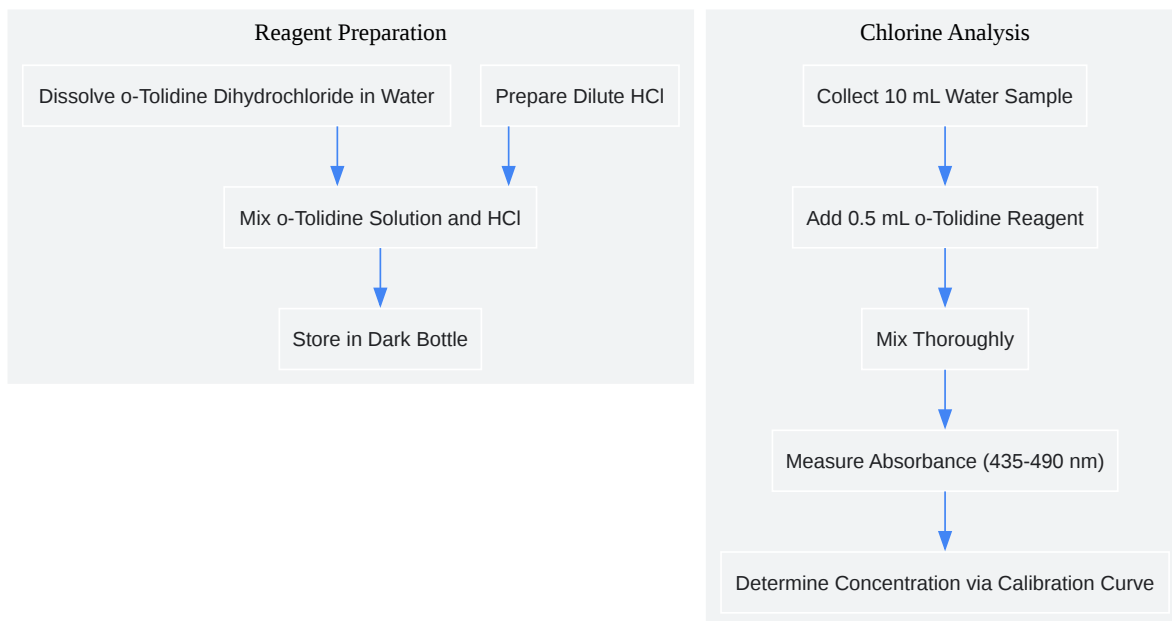 Reagent Preparation
Dissolve o-Tolidine Dihydrochloride in Water
Prepare Dilute HCl
Mix o-Tolidine Solution and HCl
Store in Dark Bottle
Chlorine Analysis
Collect 10 mL Water Sample
Add 0.5 mL o-Tolidine Reagent
Mix Thoroughly
Measure Absorbance (435-490 nm)
Determine Concentration via Calibration Curve